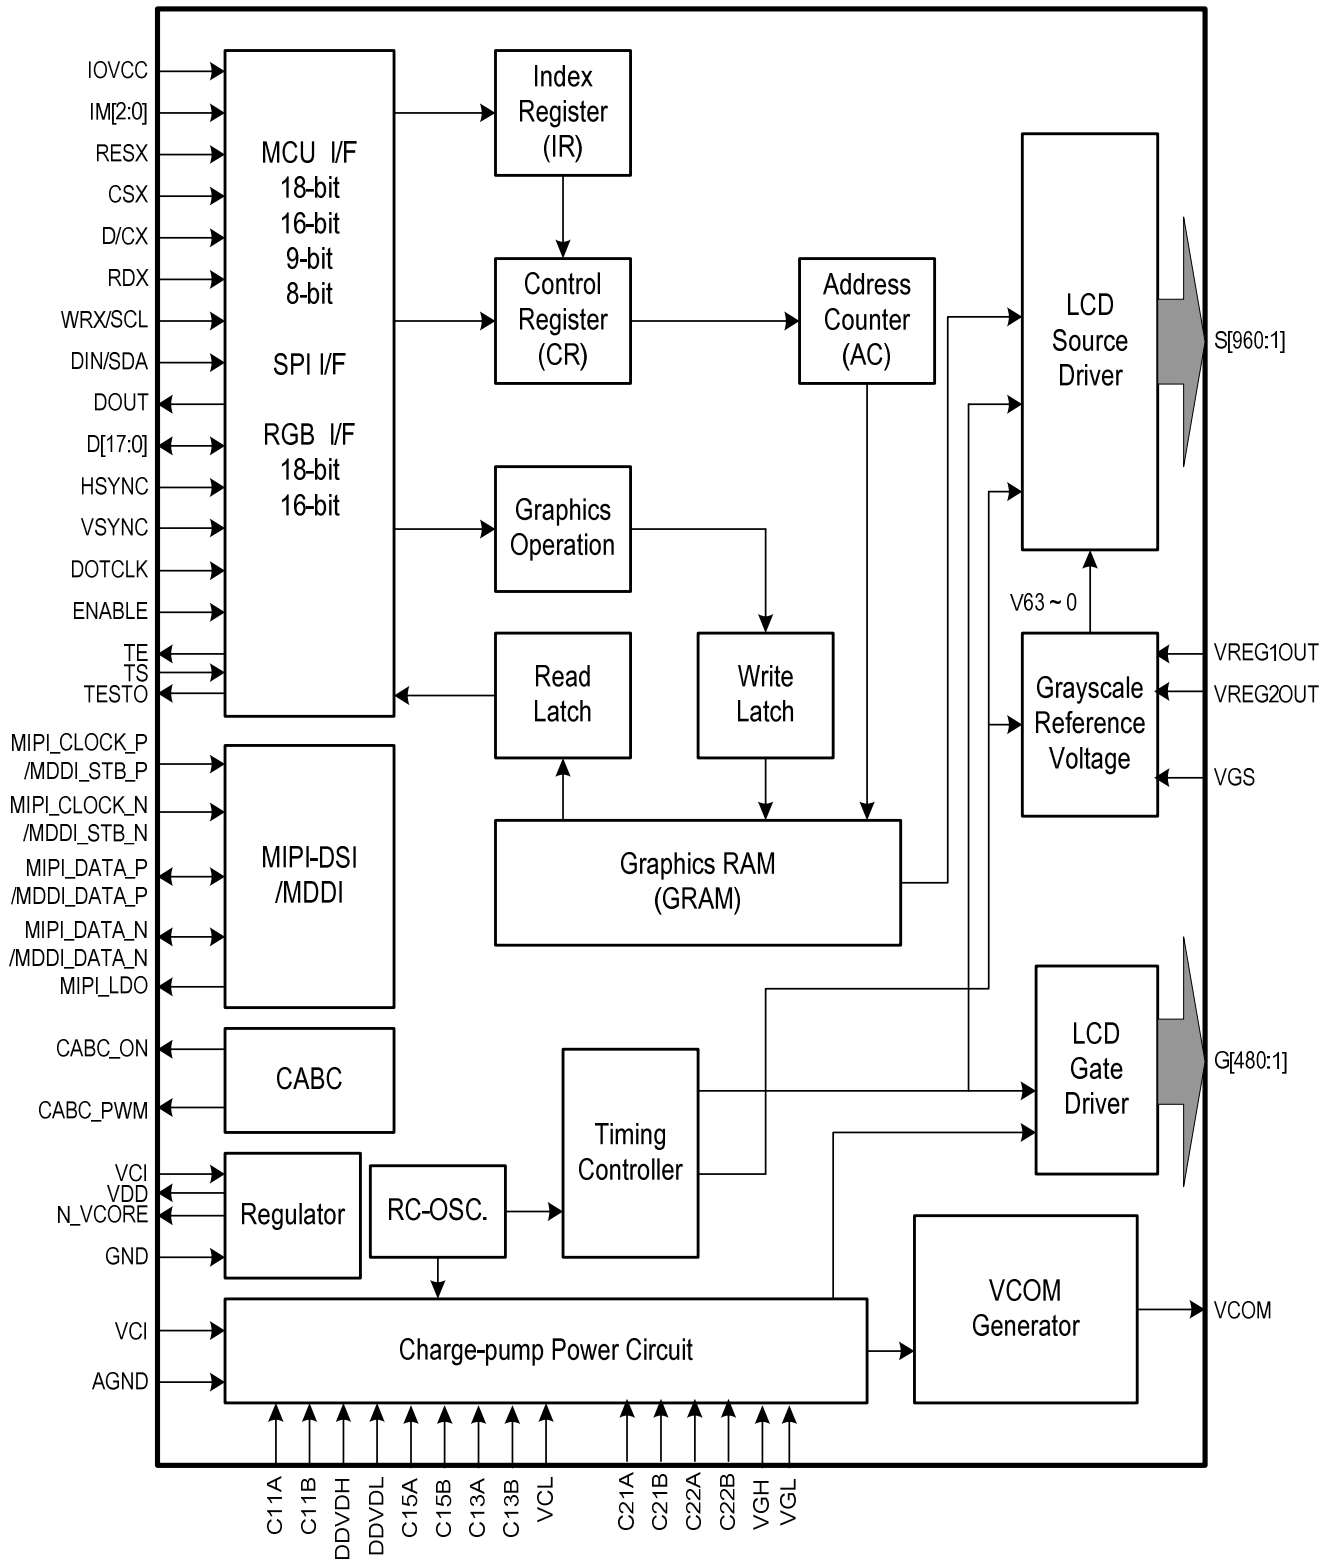 IOVCC
IM[2:0]
RESX
CSX
D/CX
RDX
WRX/SCL
DIN/SDA
DOUT
D[17:0]
HSYNC
VSYNC
DOTCLK
ENABLE
TE
TS
TESTO
MIPI_CLOCK_P
/MDDI_STB_P
MIPI_CLOCK_N
/MDDI_STB_N
MIPI_DATA_P
/MDDI_DATA_P
MIPI_DATA_N
/MDDI_DATA_N
MIPI_LDO
CABC_ON
CABC_PWM
VCI
VDD
N_VCORE
GND
VCI
AGND
MCU I/F
18-bit
16-bit
9-bit
8-bit
SPI I/F
RGB I/F
18-bit
16-bit
MIPI-DSI
/MDDI
CABC
Regulator
RC-OSC.
Index
Register
(IR)
Control
Register
(CR)
Address
Counter
(AC)
Graphics
Operation
Read
Latch
Write
Latch
Graphics RAM
(GRAM)
Timing
Controller
Charge-pump Power Circuit
LCD
Source
Driver
V63 ~ 0
Grayscale
Reference
Voltage
LCD
Gate
Driver
VCOM
Generator
S[960:1]
VREG1OUT
VREG2OUT
VGS
G[480:1]
VCOM
C11A
C11B
DDVDH
DDVDL
C15A
C15B
C13A
C13B
VCL
C21A
C21B
C22A
C22B
VGH
VGL